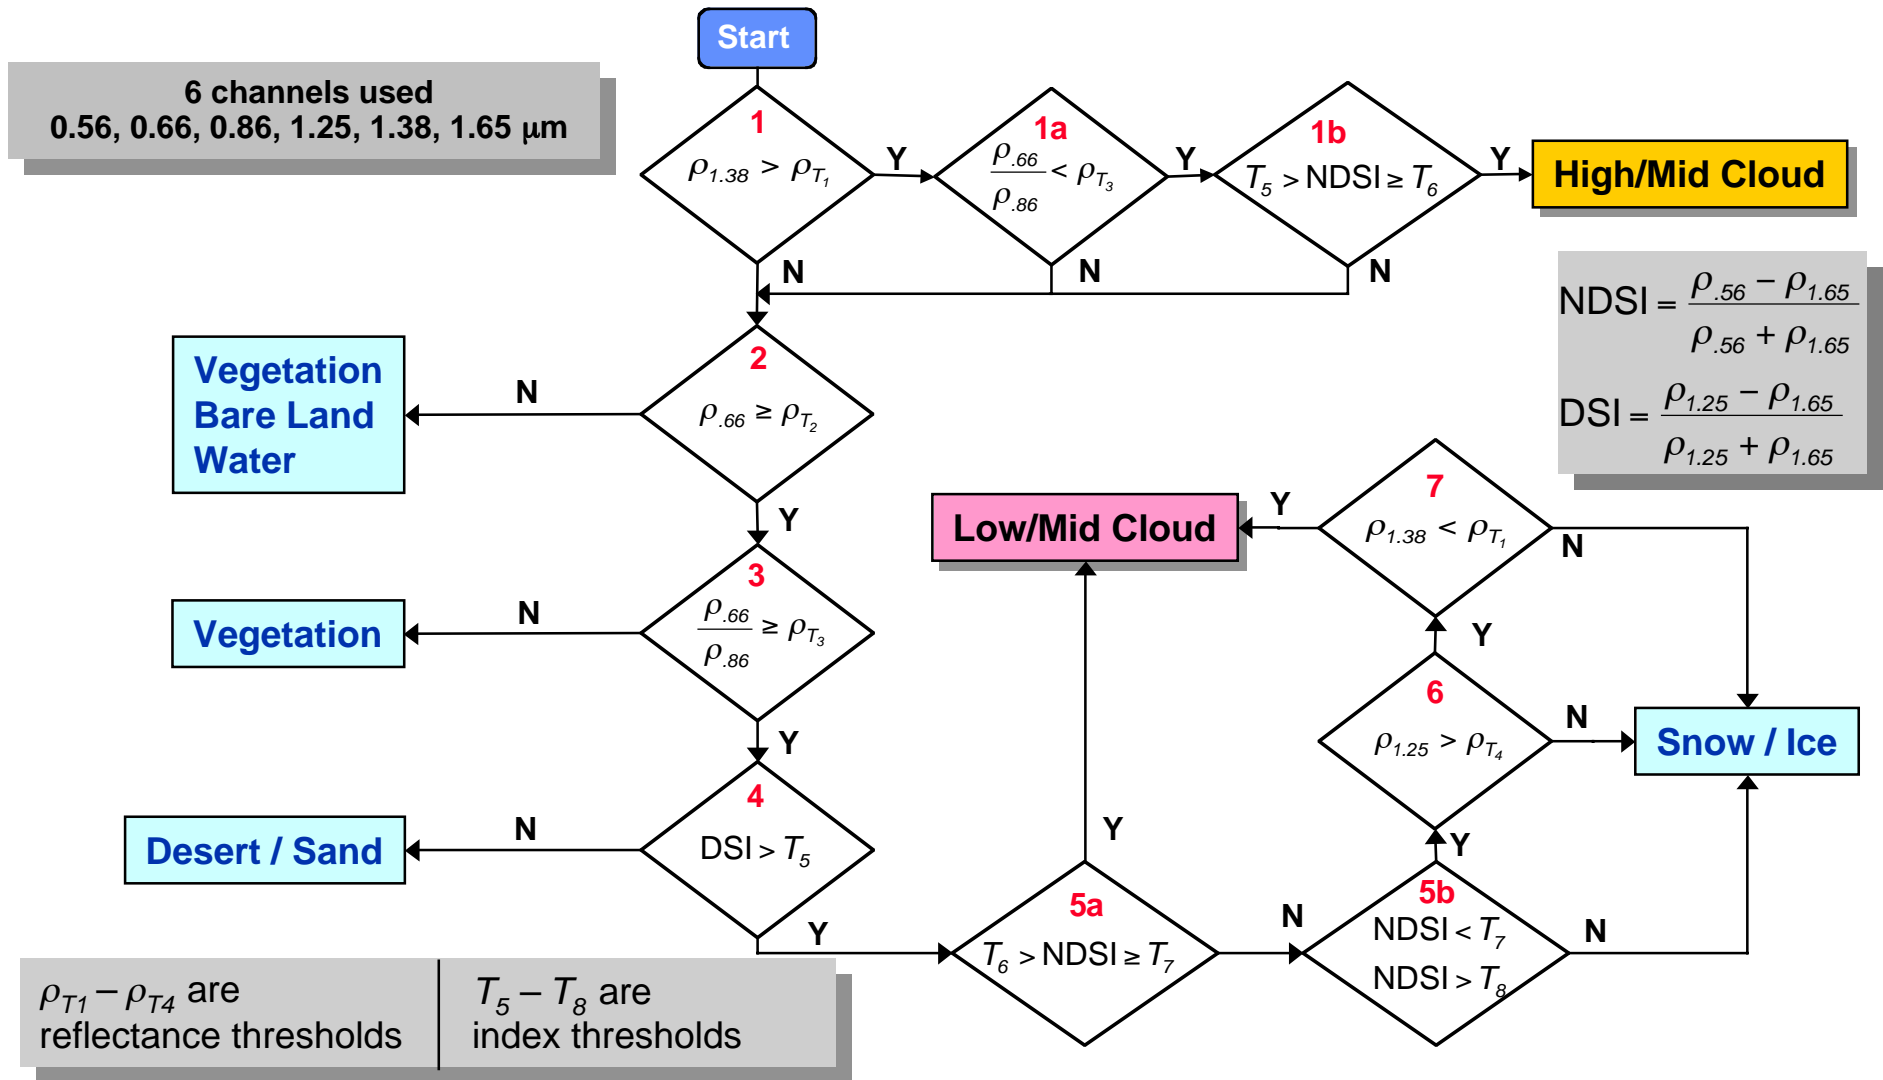 Start
6 channels used
0.56, 0.66, 0.86, 1.25, 1.38, 1.65 μm
1
ρ1.38 > ρT1
Y
N
1a
ρ.66
ρ.86
< ρT3
Y
N
1b
T5 > NDSI ≥ T6
Y
N
High/Mid Cloud
NDSI = ρ.56 − ρ1.65
ρ.56 + ρ1.65
DSI = ρ1.25 − ρ1.65
ρ1.25 + ρ1.65
2
ρ.66 ≥ ρT2
N
Y
Vegetation
Bare Land
Water
3
ρ.66
ρ.86
≥ ρT3
N
Y
Vegetation
4
DSI > T5
N
Y
Desert / Sand
5a
T6 > NDSI ≥ T7
Y
N
Low/Mid Cloud
5b
NDSI < T7
NDSI > T8
Y
N
6
ρ1.25 > ρT4
Y
N
7
ρ1.38 < ρT1
Y
N
Snow / Ice
ρT1 – ρT4 are
reflectance thresholds
T5 – T8 are
index thresholds